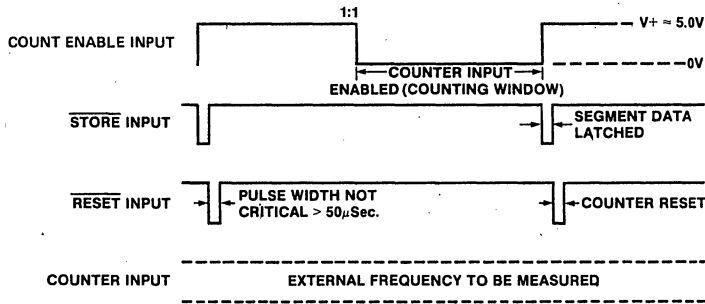 1:1
COUNT ENABLE INPUT
V+ ≈ 5.0V
0V
COUNTER INPUT
ENABLED (COUNTING WINDOW)
STORE INPUT
SEGMENT DATA
LATCHED
RESET INPUT
PULSE WIDTH NOT
CRITICAL > 50μSec.
COUNTER RESET
COUNTER INPUT
EXTERNAL FREQUENCY TO BE MEASURED